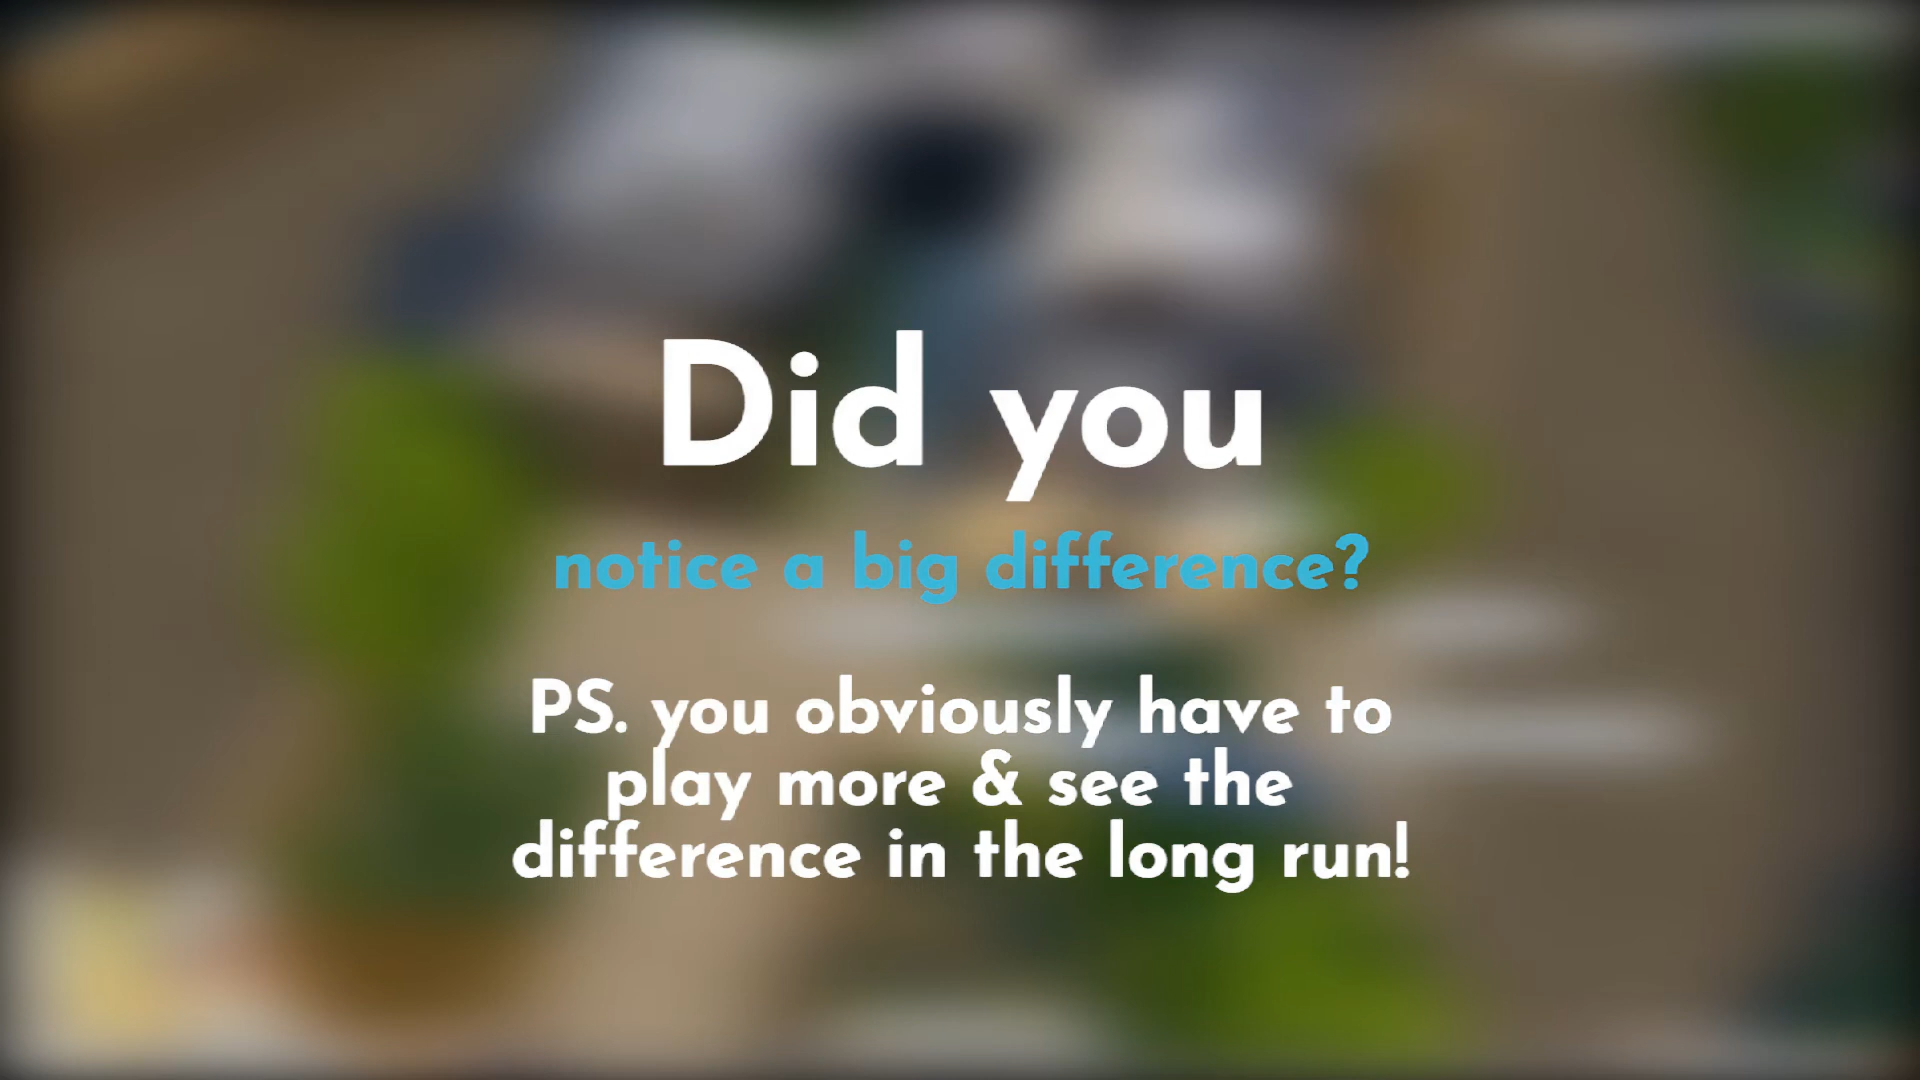 Did you
notice a big difference?
PS. you obviously have to
play more & see the
difference in the long run!